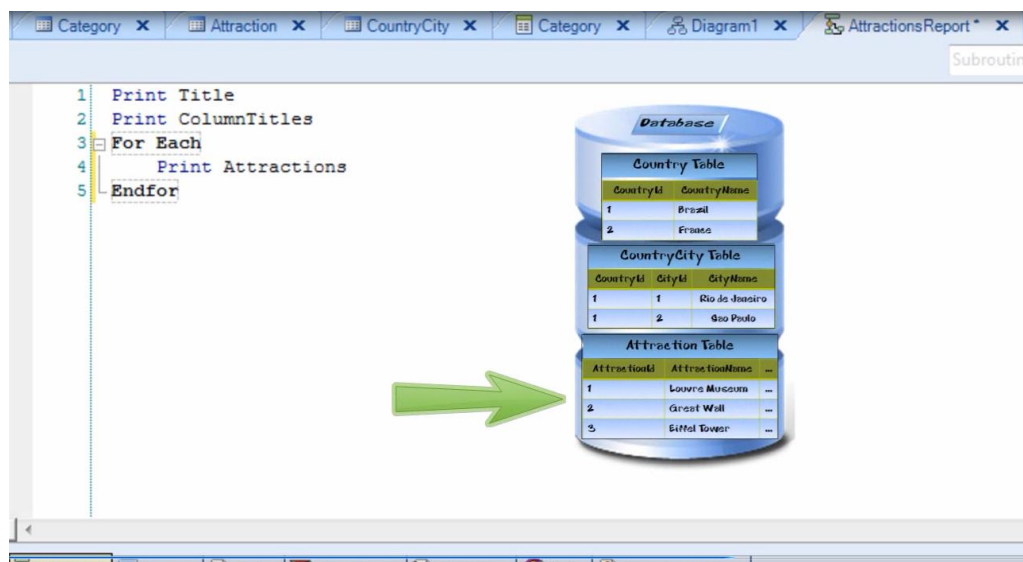 Category x Attraction x CountryCity x Category x Diagram1 x AttractionsReport * x
Subroutin
1 Print Title
2 Print ColumnTitles
3 For Each
4 Print Attractions
5 Endfor
Database
Country Table
CountryId CountryName
1 Brazil
2 France
CountryCity Table
CountryId CityId CityName
1 1 Rio de Janeiro
1 2 Sao Paulo
Attraction Table
AttractionId AttractionName ...
1 Louvre Museum ...
2 Great Wall ...
3 Eiffel Tower ...